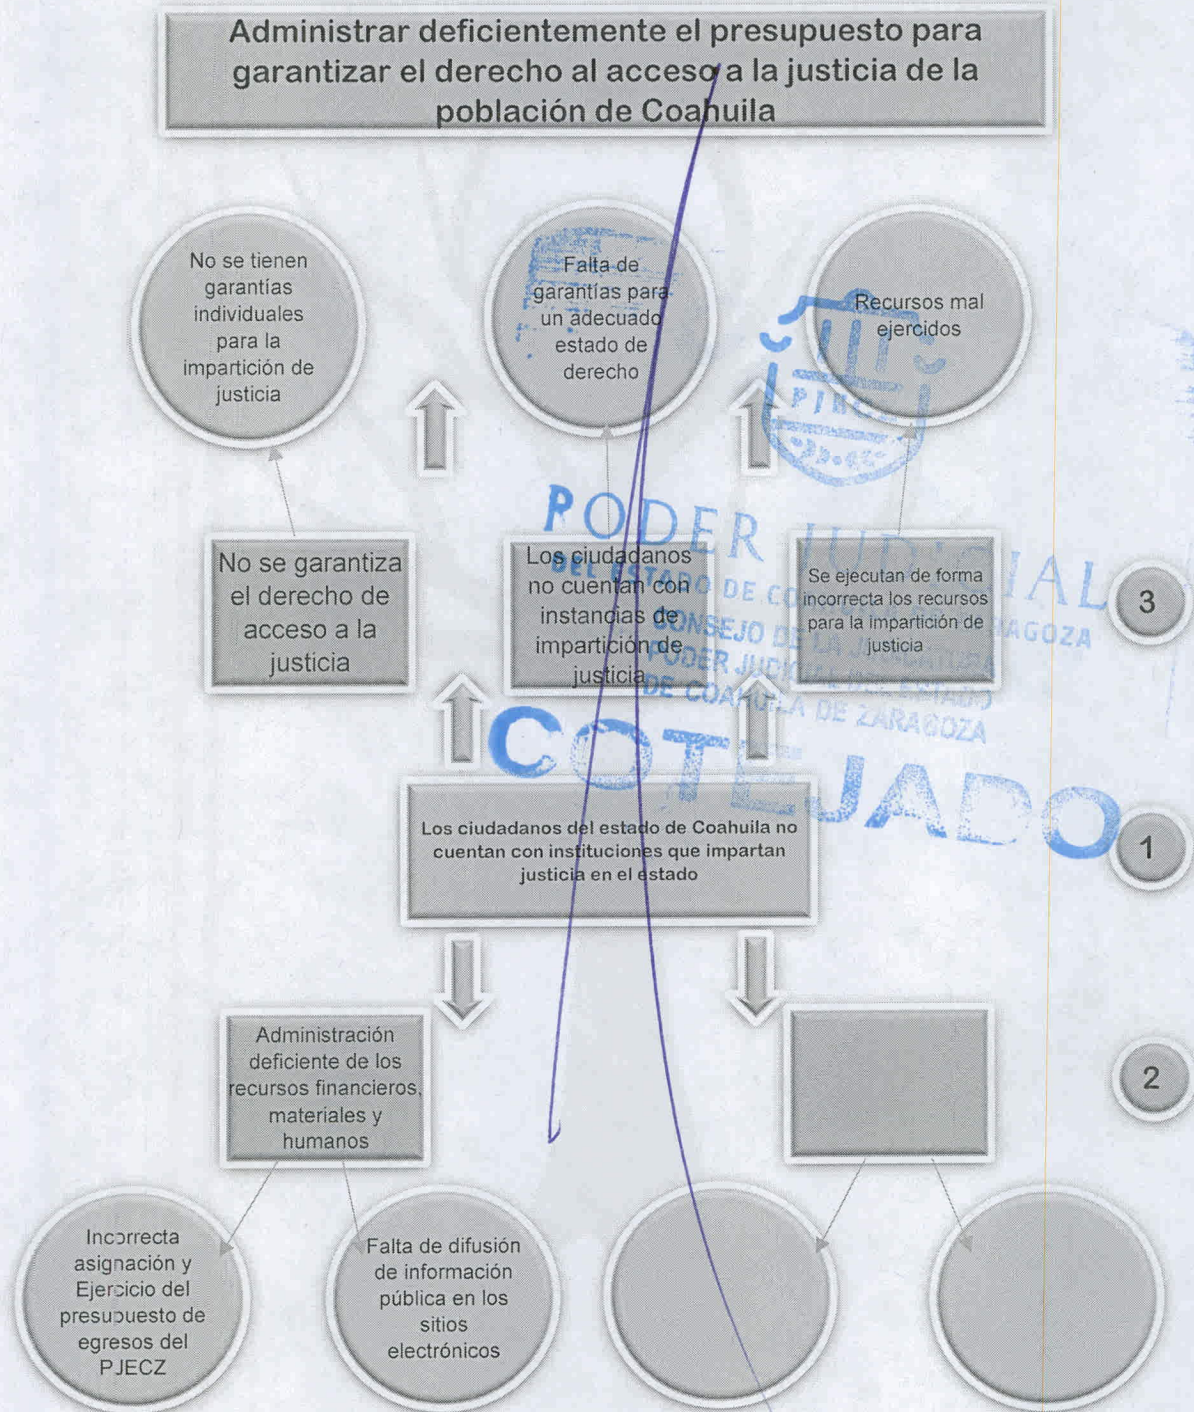 Administrar deficientemente el presupuesto para
garantizar el derecho al acceso a la justicia de la
población de Coahuila
No se tienen
garantías
individuales
para la
impartición de
justicia
Falta de
garantías para
un adecuado
estado de
derecho
Recursos mal
ejercidos
No se garantiza
el derecho de
acceso a la
justicia
Los ciudadanos
no cuentan con
instancias de
impartición de
justicia
Se ejecutan de forma
incorrecta los recursos
para la impartición de
justicia
3
PODER JUDICIAL
DEL ESTADO DE COAHUILA DE ZARAGOZA
CONSEJO DE LA JUDICATURA
PODER JUDICIAL DEL ESTADO
DE COAHUILA DE ZARAGOZA
COTEJADO
Los ciudadanos del estado de Coahuila no
cuentan con instituciones que impartan
justicia en el estado
1
Administración
deficiente de los
recursos financieros,
materiales y
humanos
2
Incorrecta
asignación y
Ejercicio del
presupuesto de
egresos del
PJECZ
Falta de difusión
de información
pública en los
sitios
electrónicos